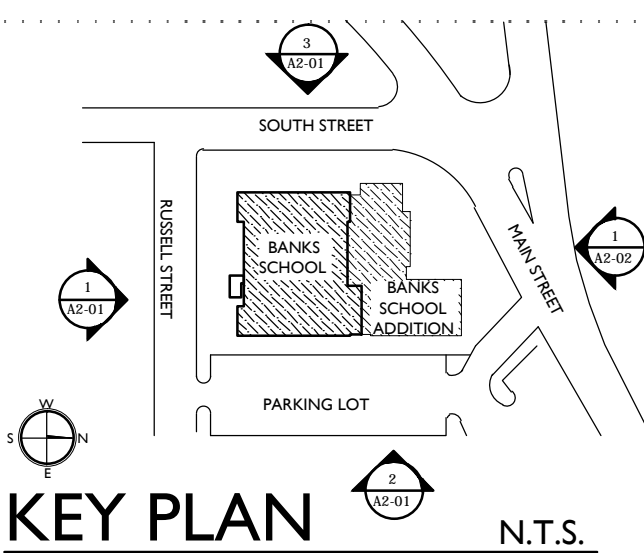 3
A2-01
SOUTH STREET
RUSSELL STREET
BANKS
SCHOOL
MAIN STREET
1
A2-02
1
A2-01
BANKS
SCHOOL
ADDITION
PARKING LOT
W
S
N
E
2
A2-01
KEY PLAN
N.T.S.